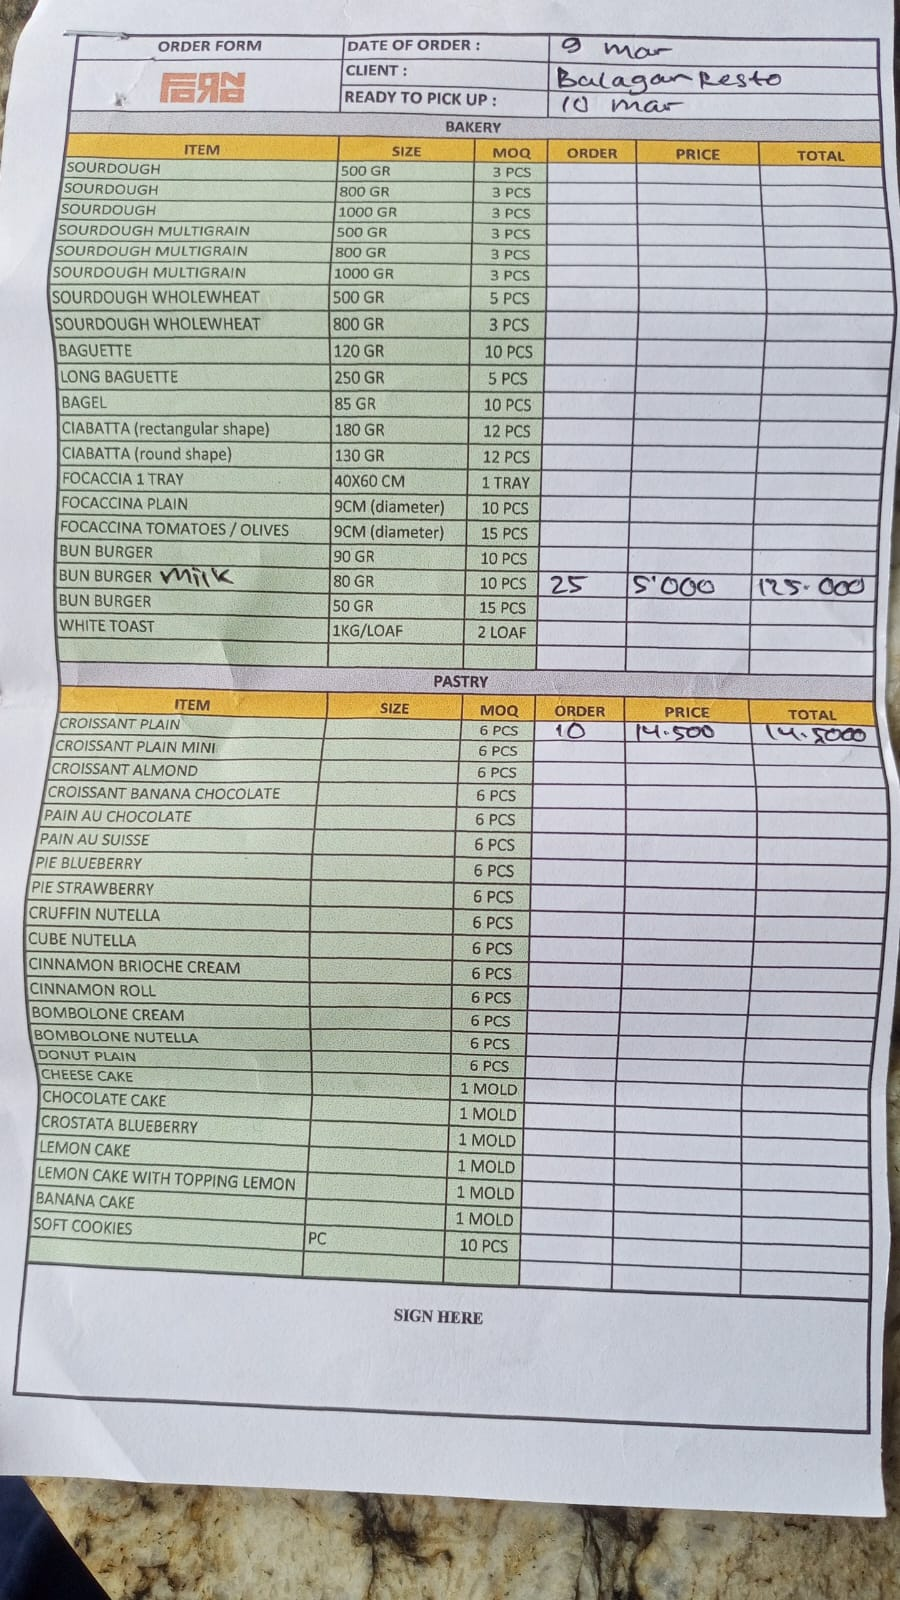 ORDER FORM DATE OF ORDER : 9 mar
FORN
FORO
CLIENT : Balagan Resto
READY TO PICK UP : 10 mar
BAKERY
ITEM SIZE MOQ ORDER PRICE TOTAL
SOURDOUGH 500 GR 3 PCS
SOURDOUGH 800 GR 3 PCS
SOURDOUGH 1000 GR 3 PCS
SOURDOUGH MULTIGRAIN 500 GR 3 PCS
SOURDOUGH MULTIGRAIN 800 GR 3 PCS
SOURDOUGH MULTIGRAIN 1000 GR 3 PCS
SOURDOUGH WHOLEWHEAT 500 GR 5 PCS
SOURDOUGH WHOLEWHEAT 800 GR 3 PCS
BAGUETTE 120 GR 10 PCS
LONG BAGUETTE 250 GR 5 PCS
BAGEL 85 GR 10 PCS
CIABATTA (rectangular shape) 180 GR 12 PCS
CIABATTA (round shape) 130 GR 12 PCS
FOCACCIA 1 TRAY 40X60 CM 1 TRAY
FOCACCINA PLAIN 9CM (diameter) 10 PCS
FOCACCINA TOMATOES / OLIVES 9CM (diameter) 15 PCS
BUN BURGER 90 GR 10 PCS
BUN BURGER milk 80 GR 10 PCS 25 5'000 125.000
BUN BURGER 50 GR 15 PCS
WHITE TOAST 1KG/LOAF 2 LOAF
PASTRY
ITEM SIZE MOQ ORDER PRICE TOTAL
CROISSANT PLAIN 6 PCS 10 14.500 14.5000
CROISSANT PLAIN MINI 6 PCS
CROISSANT ALMOND 6 PCS
CROISSANT BANANA CHOCOLATE 6 PCS
PAIN AU CHOCOLATE 6 PCS
PAIN AU SUISSE 6 PCS
PIE BLUEBERRY 6 PCS
PIE STRAWBERRY 6 PCS
CRUFFIN NUTELLA 6 PCS
CUBE NUTELLA 6 PCS
CINNAMON BRIOCHE CREAM 6 PCS
CINNAMON ROLL 6 PCS
BOMBOLONE CREAM 6 PCS
BOMBOLONE NUTELLA 6 PCS
DONUT PLAIN 6 PCS
CHEESE CAKE 1 MOLD
CHOCOLATE CAKE 1 MOLD
CROSTATA BLUEBERRY 1 MOLD
LEMON CAKE 1 MOLD
LEMON CAKE WITH TOPPING LEMON 1 MOLD
BANANA CAKE 1 MOLD
SOFT COOKIES PC 10 PCS
SIGN HERE